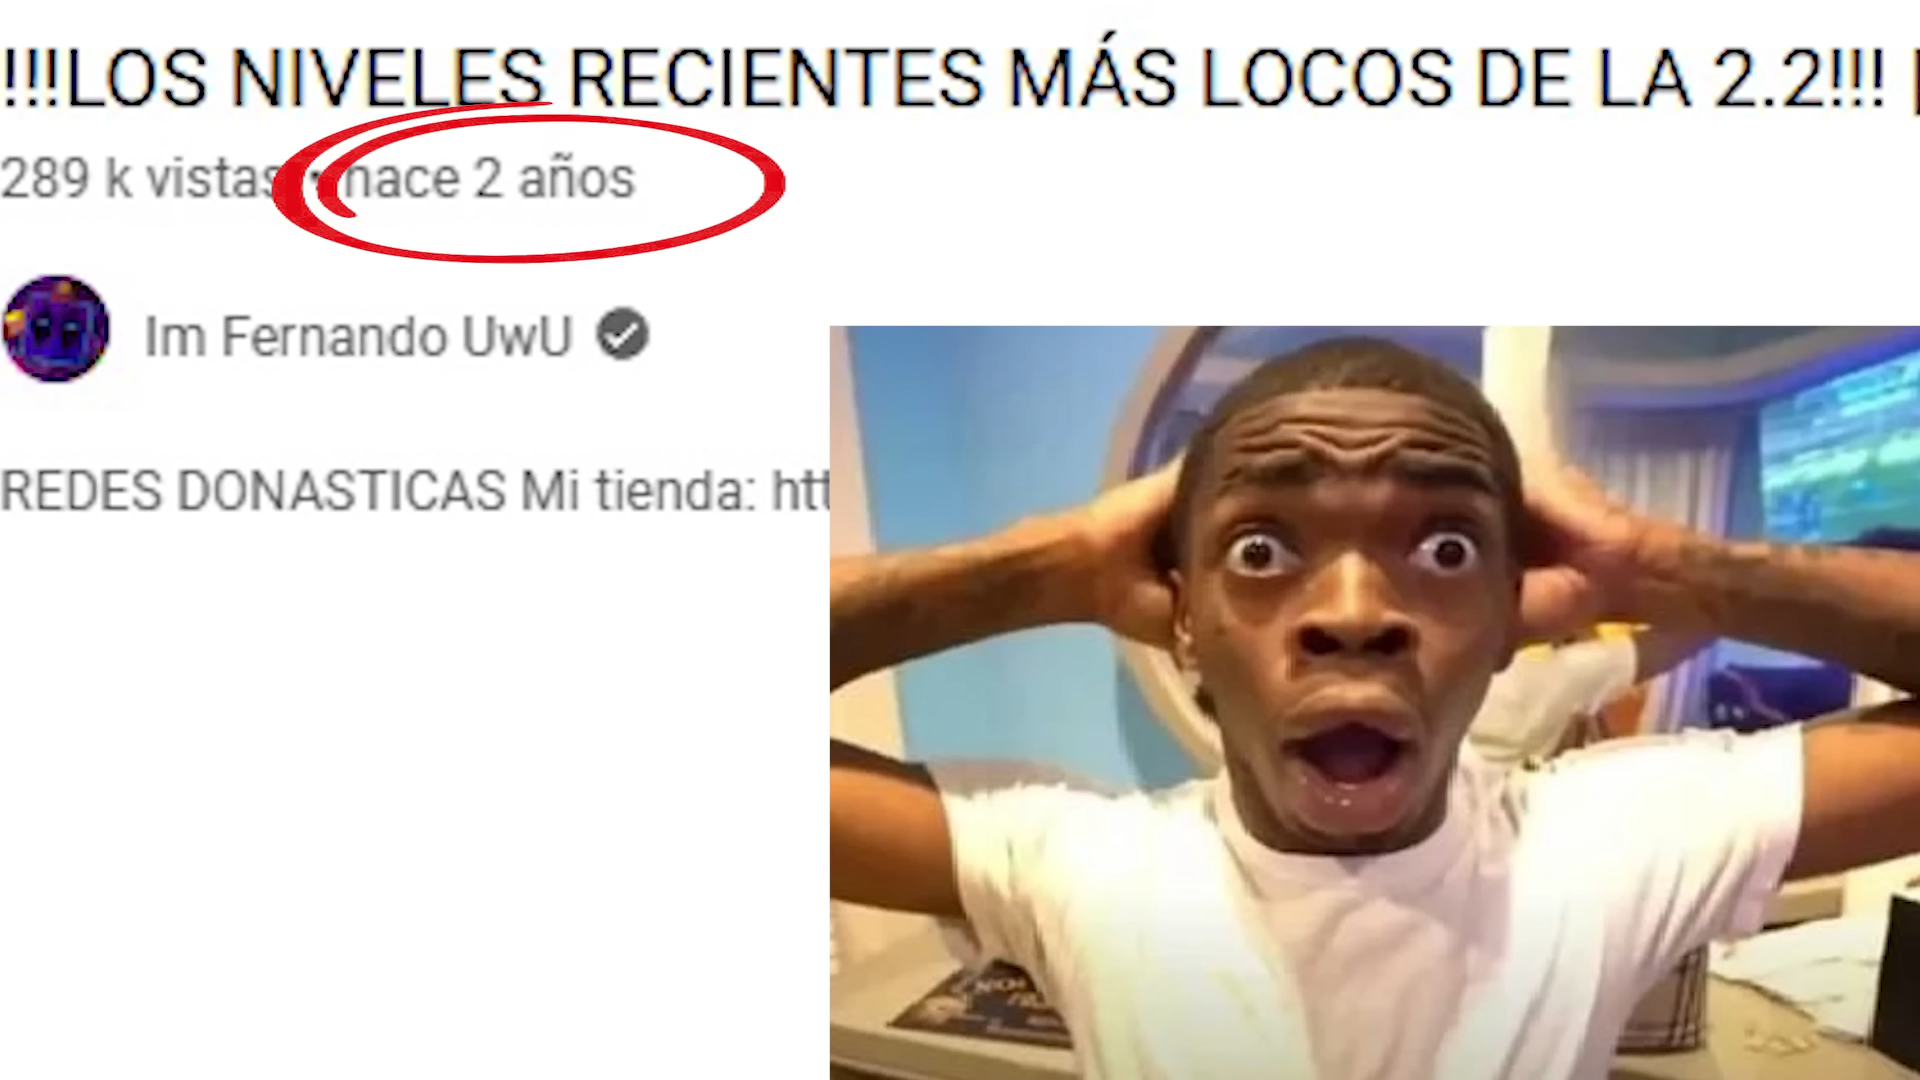 !!!LOS NIVELES RECIENTES MÁS LOCOS DE LA 2.2!!!
289 k vistas • hace 2 años
Im Fernando UwU
REDES DONASTICAS Mi tienda: htt